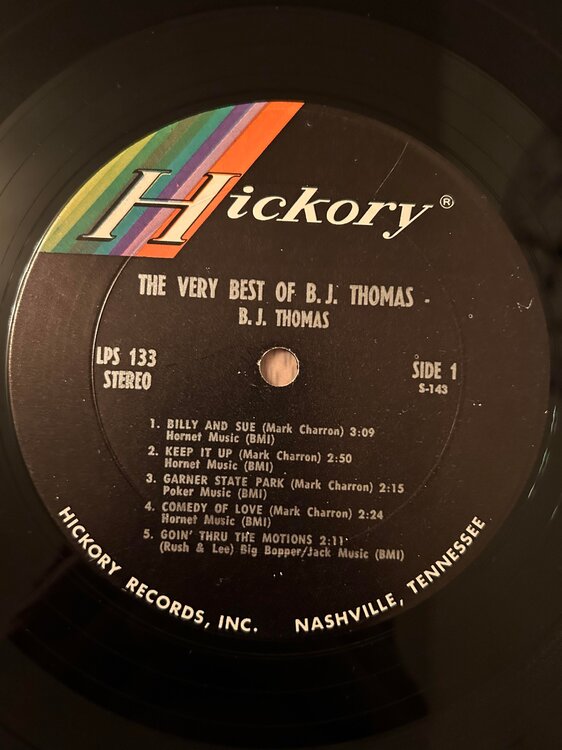 Hickory®
THE VERY BEST OF B.J. THOMAS -
B.J. THOMAS
LPS 133
STEREO
SIDE 1
S-143
1. BILLY AND SUE (Mark Charron) 3:09
Hornet Music (BMI)
2. KEEP IT UP (Mark Charron) 2:50
Hornet Music (BMI)
3. GARNER STATE PARK (Mark Charron) 2:15
Poker Music (BMI)
4. COMEDY OF LOVE (Mark Charron) 2:24
Hornet Music (BMI)
5. GOIN' THRU THE MOTIONS 2:11
(Rush & Lee) Big Bopper/Jack Music (BMI)
HICKORY RECORDS, INC. NASHVILLE, TENNESSEE